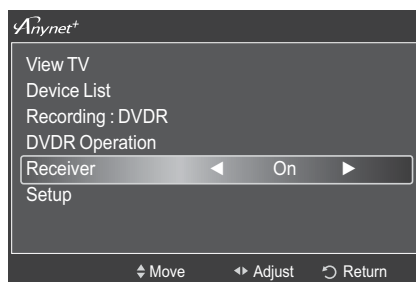 Anynet+
View TV
Device List
Recording : DVDR
DVDR Operation
Receiver ◀ On ▶
Setup
Move Adjust Return